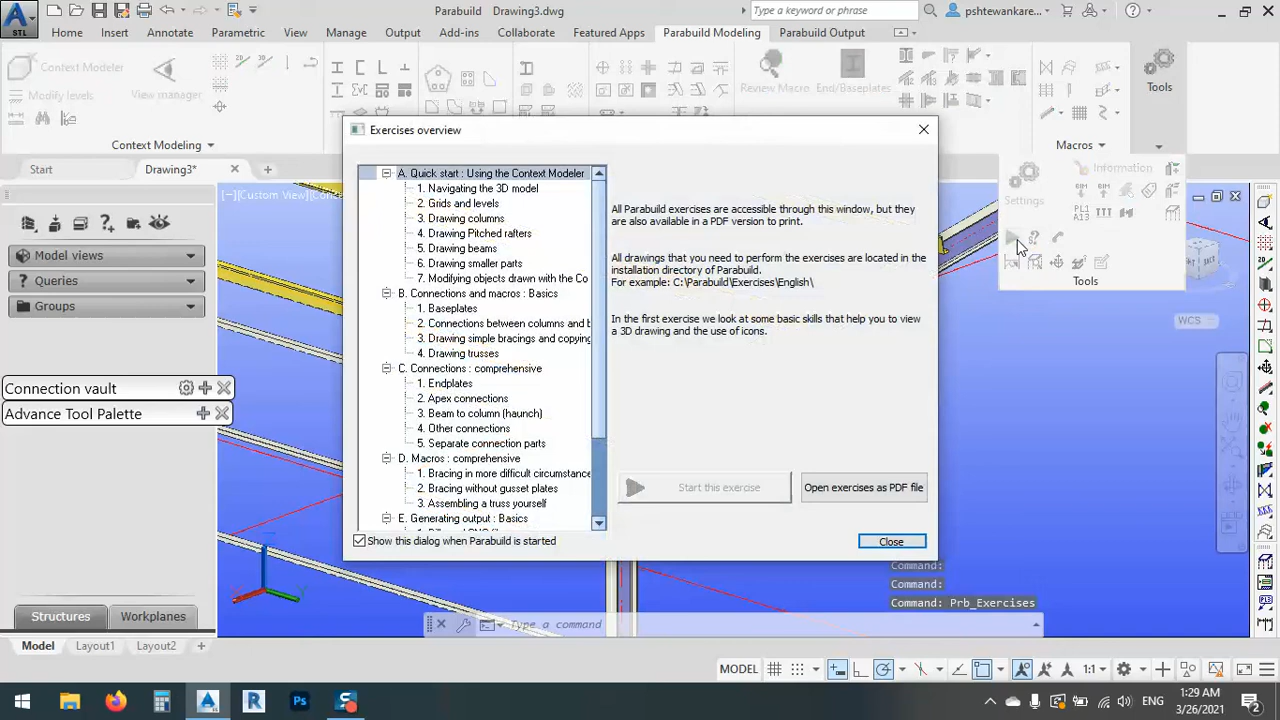 Parabuild Drawing3.dwg
Type a keyword or phrase
pshtewankare...
STL
Home
Insert
Annotate
Parametric
View
Manage
Output
Add-ins
Collaborate
Featured Apps
Parabuild Modeling
Parabuild Output
Context Modeler
Modify levels
View manager
Review Macro
End/Baseplates
Tools
Context Modeling
Macros
Start
Drawing3*
Exercises overview
[−][Custom View]
Model views
Queries
Groups
Connection vault
Advance Tool Palette
A. Quick start : Using the Context Modeler
1. Navigating the 3D model
2. Grids and levels
3. Drawing columns
4. Drawing Pitched rafters
5. Drawing beams
6. Drawing smaller parts
7. Modifying objects drawn with the Co
B. Connections and macros : Basics
1. Baseplates
2. Connections between columns and b
3. Drawing simple bracings and copying
4. Drawing trusses
C. Connections : comprehensive
1. Endplates
2. Apex connections
3. Beam to column (haunch)
4. Other connections
5. Separate connection parts
D. Macros : comprehensive
1. Bracing in more difficult circumstance
2. Bracing without gusset plates
3. Assembling a truss yourself
E. Generating output : Basics
All Parabuild exercises are accessible through this window, but they
are also available in a PDF version to print.
All drawings that you need to perform the exercises are located in the
installation directory of Parabuild.
For example: C:\Parabuild\Exercises\English\
In the first exercise we look at some basic skills that help you to view
a 3D drawing and the use of icons.
Start this exercise
Open exercises as PDF file
Show this dialog when Parabuild is started
Close
Information
Settings
PL1
A13
Tools
WCS
Command:
Command:
Command: Prb_Exercises
Type a command
Structures
Workplanes
Model
Layout1
Layout2
MODEL
1:1
ENG
1:29 AM
3/26/2021
2